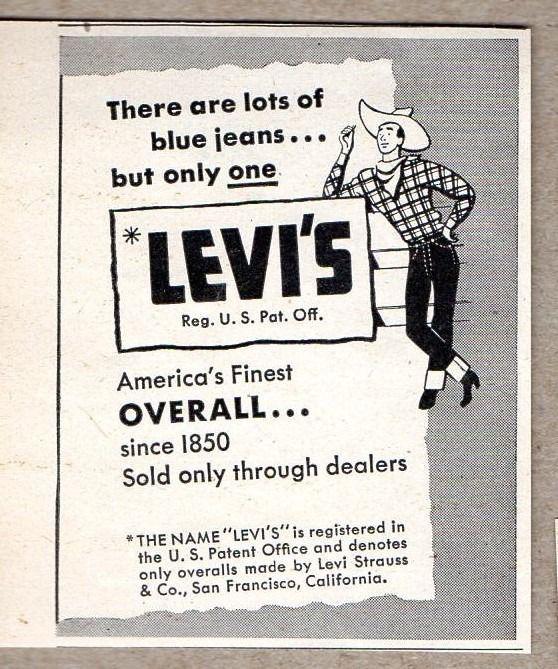 There are lots of
blue jeans...
but only one
*LEVI'S
Reg. U. S. Pat. Off.
America's Finest
OVERALL...
since 1850
Sold only through dealers
*THE NAME "LEVI'S" is registered in
the U. S. Patent Office and denotes
only overalls made by Levi Strauss
& Co., San Francisco, California.